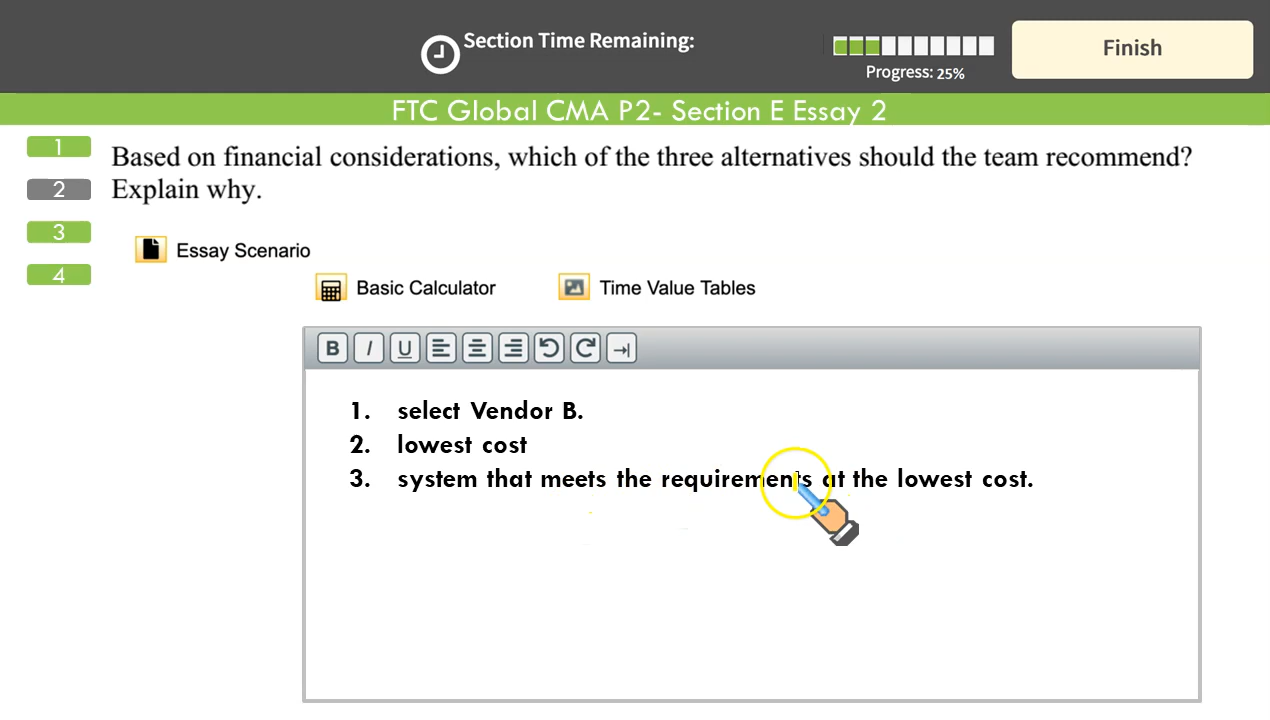 Section Time Remaining:
Progress: 25%
Finish
FTC Global CMA P2- Section E Essay 2
1
2
3
4
Based on financial considerations, which of the three alternatives should the team recommend?
Explain why.
Essay Scenario
Basic Calculator
Time Value Tables
B I U
1. select Vendor B.
2. lowest cost
3. system that meets the requirements at the lowest cost.